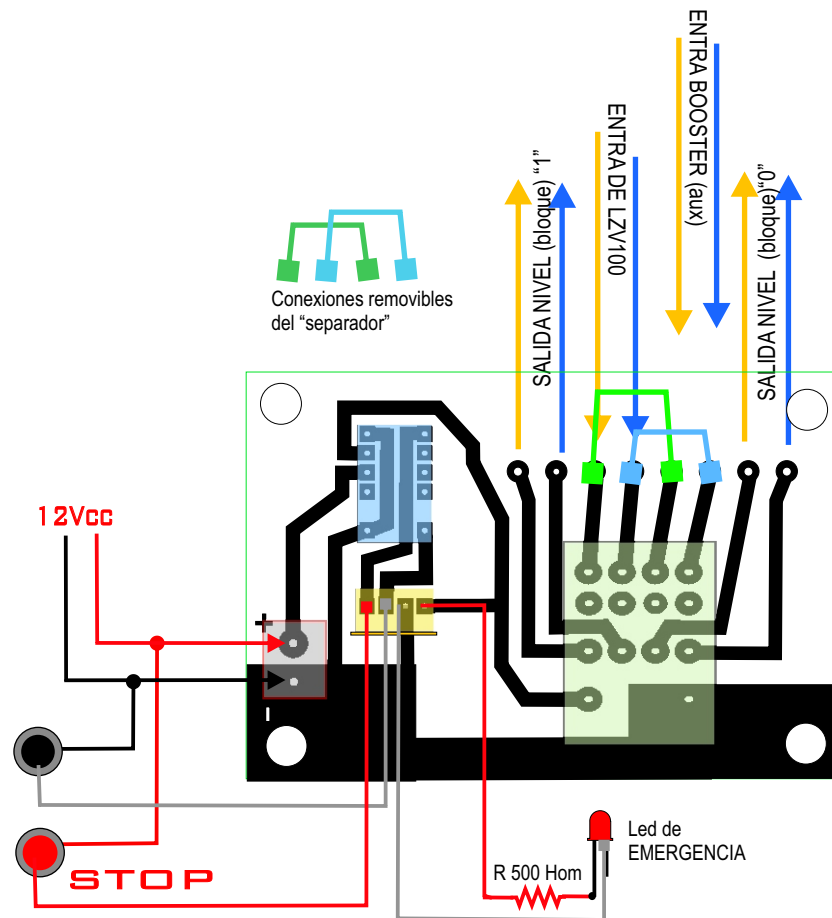 ENTRA BOOSTER (aux)
ENTRA DE LZV100
SALIDA NIVEL (bloque) “1”
SALIDA NIVEL (bloque)“0”
Conexiones removibles
del “separador”
12Vcc
+
-
STOP
R 500 Hom
Led de
EMERGENCIA